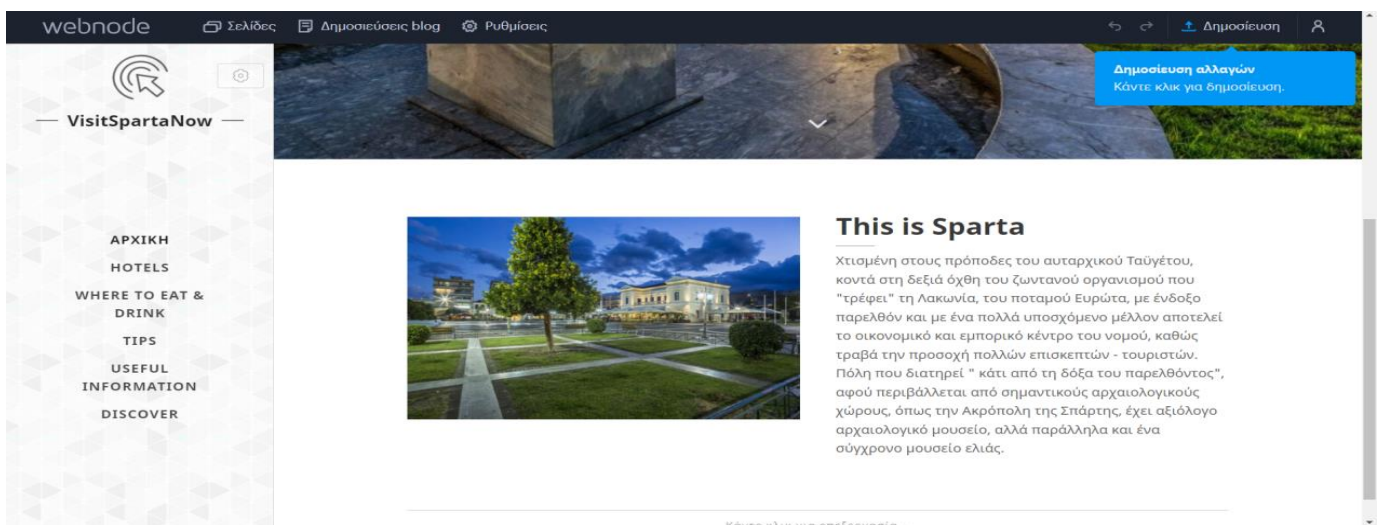 webnode Σελίδες Δημοσιεύσεις blog Ρυθμίσεις Δημοσίευση
Δημοσίευση αλλαγών
Κάντε κλικ για δημοσίευση.
VisitSpartaNow
ΑΡΧΙΚΗ
HOTELS
WHERE TO EAT &
DRINK
TIPS
USEFUL
INFORMATION
DISCOVER
This is Sparta
Χτισμένη στους πρόποδες του αυταρχικού Ταϋγέτου,
κοντά στη δεξιά όχθη του ζωντανού οργανισμού που
"τρέφει" τη Λακωνία, του ποταμού Ευρώτα, με ένδοξο
παρελθόν και με ένα πολλά υποσχόμενο μέλλον αποτελεί
το οικονομικό και εμπορικό κέντρο του νομού, καθώς
τραβά την προσοχή πολλών επισκεπτών - τουριστών.
Πόλη που διατηρεί " κάτι από τη δόξα του παρελθόντος",
αφού περιβάλλεται από σημαντικούς αρχαιολογικούς
χώρους, όπως την Ακρόπολη της Σπάρτης, έχει αξιόλογο
αρχαιολογικό μουσείο, αλλά παράλληλα και ένα
σύγχρονο μουσείο ελιάς.